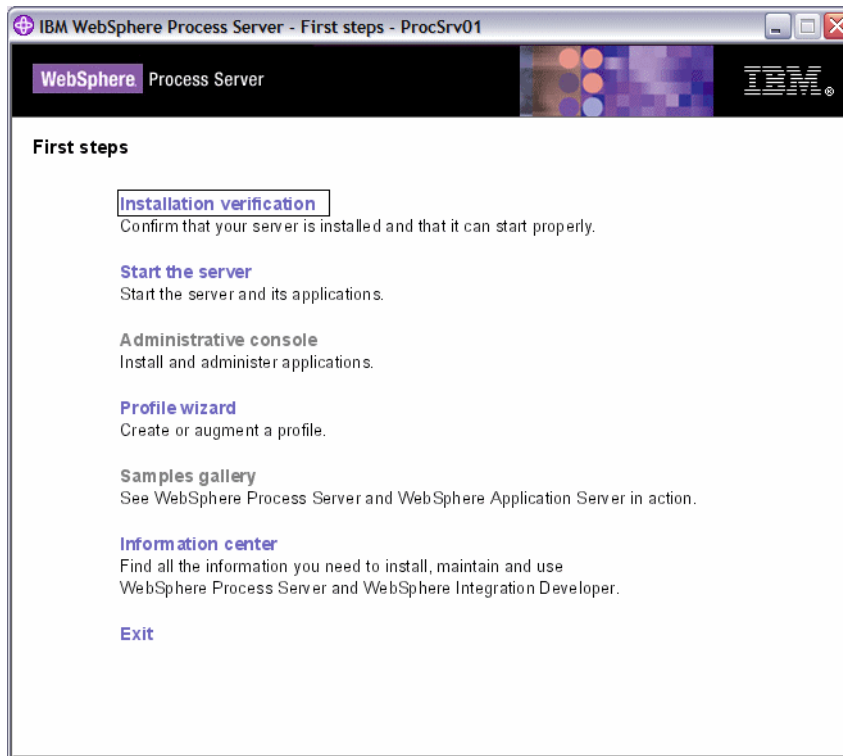 IBM WebSphere Process Server - First steps - ProcSrv01
WebSphere Process Server
IBM®
First steps
Installation verification
Confirm that your server is installed and that it can start properly.
Start the server
Start the server and its applications.
Administrative console
Install and administer applications.
Profile wizard
Create or augment a profile.
Samples gallery
See WebSphere Process Server and WebSphere Application Server in action.
Information center
Find all the information you need to install, maintain and use
WebSphere Process Server and WebSphere Integration Developer.
Exit